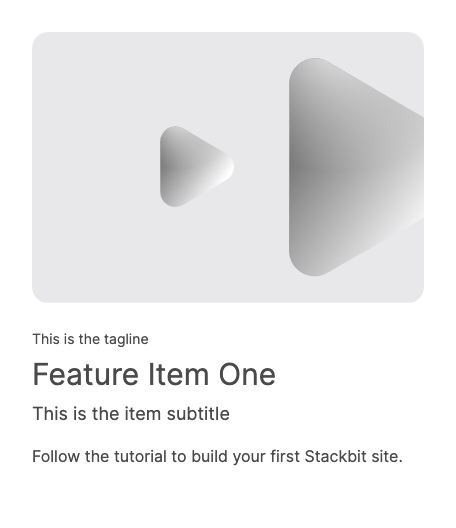 This is the tagline
Feature Item One
This is the item subtitle
Follow the tutorial to build your first Stackbit site.